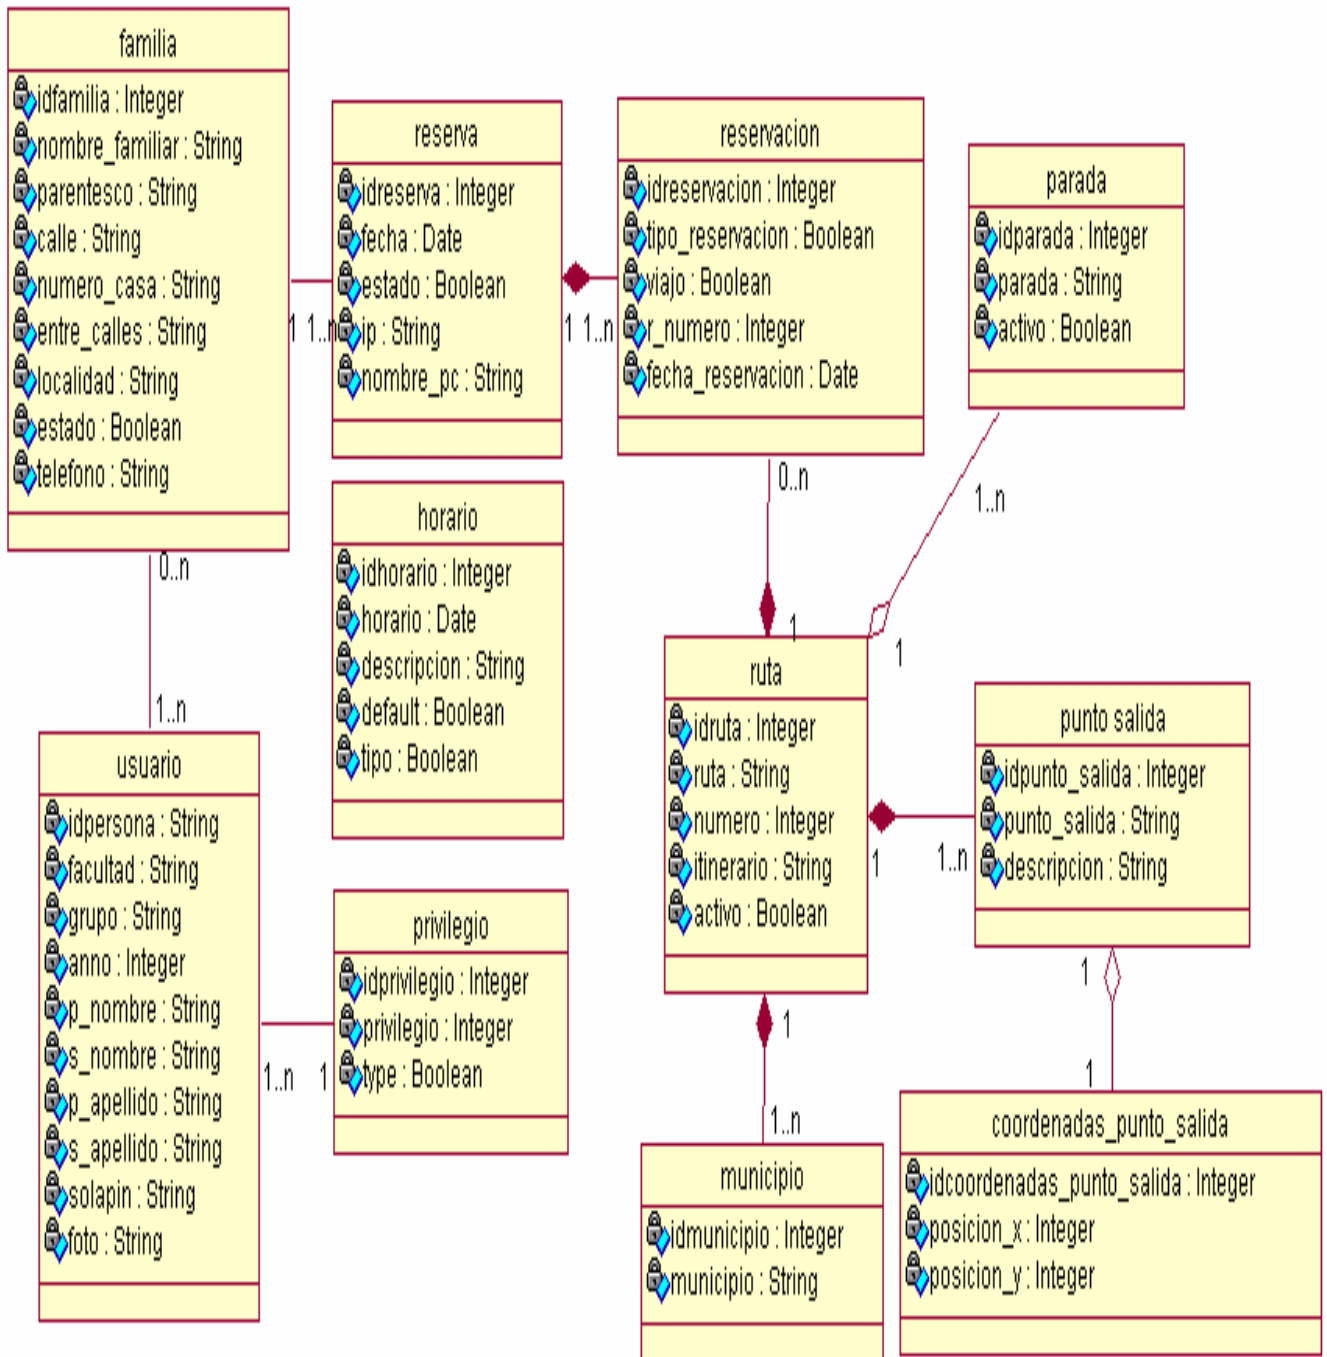 familia
idfamilia : Integer
nombre_familiar : String
parentesco : String
calle : String
numero_casa : String
entre_calles : String
localidad : String
estado : Boolean
telefono : String
1 1..n
reserva
idreserva : Integer
fecha : Date
estado : Boolean
ip : String
nombre_pc : String
1 1..n
reservacion
idreservacion : Integer
tipo_reservacion : Boolean
viajo : Boolean
r_numero : Integer
fecha_reservacion : Date
parada
idparada : Integer
parada : String
activo : Boolean
0..n
1..n
0..n
1
1
horario
idhorario : Integer
horario : Date
descripcion : String
default : Boolean
tipo : Boolean
ruta
idruta : Integer
ruta : String
numero : Integer
itinerario : String
activo : Boolean
1
1..n
punto salida
idpunto_salida : Integer
punto_salida : String
descripcion : String
1..n
usuario
idpersona : String
facultad : String
grupo : String
anno : Integer
p_nombre : String
s_nombre : String
p_apellido : String
s_apellido : String
solapin : String
foto : String
1..n
1
privilegio
idprivilegio : Integer
privilegio : Integer
type : Boolean
1
1..n
1
1
municipio
idmunicipio : Integer
municipio : String
coordenadas_punto_salida
idcoordenadas_punto_salida : Integer
posicion_x : Integer
posicion_y : Integer